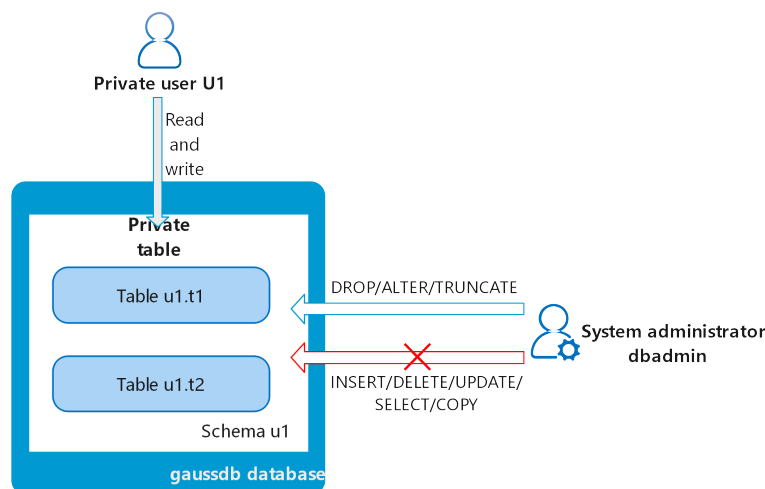 Private user U1
Read
and
write
Private
table
Table u1.t1
DROP/ALTER/TRUNCATE
System administrator
dbadmin
Table u1.t2
INSERT/DELETE/UPDATE/
SELECT/COPY
Schema u1
gaussdb database